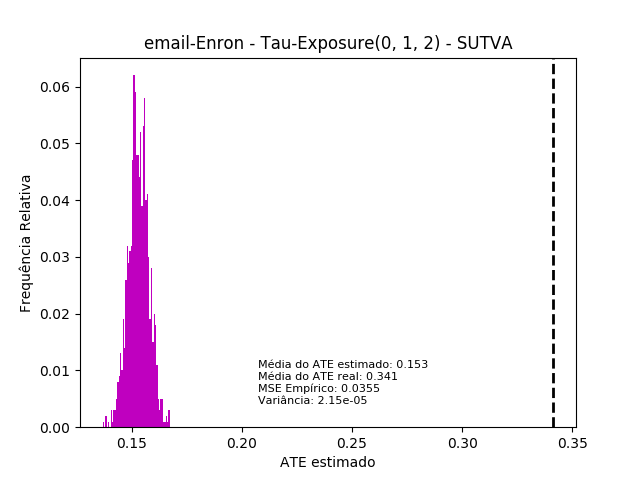 email-Enron - Tau-Exposure(0, 1, 2) - SUTVA
0.06
0.05
0.04
0.03
0.02
0.01
0.00
Frequência Relativa
Média do ATE estimado: 0.153
Média do ATE real: 0.341
MSE Empírico: 0.0355
Variância: 2.15e-05
0.15 0.20 0.25 0.30 0.35
ATE estimado